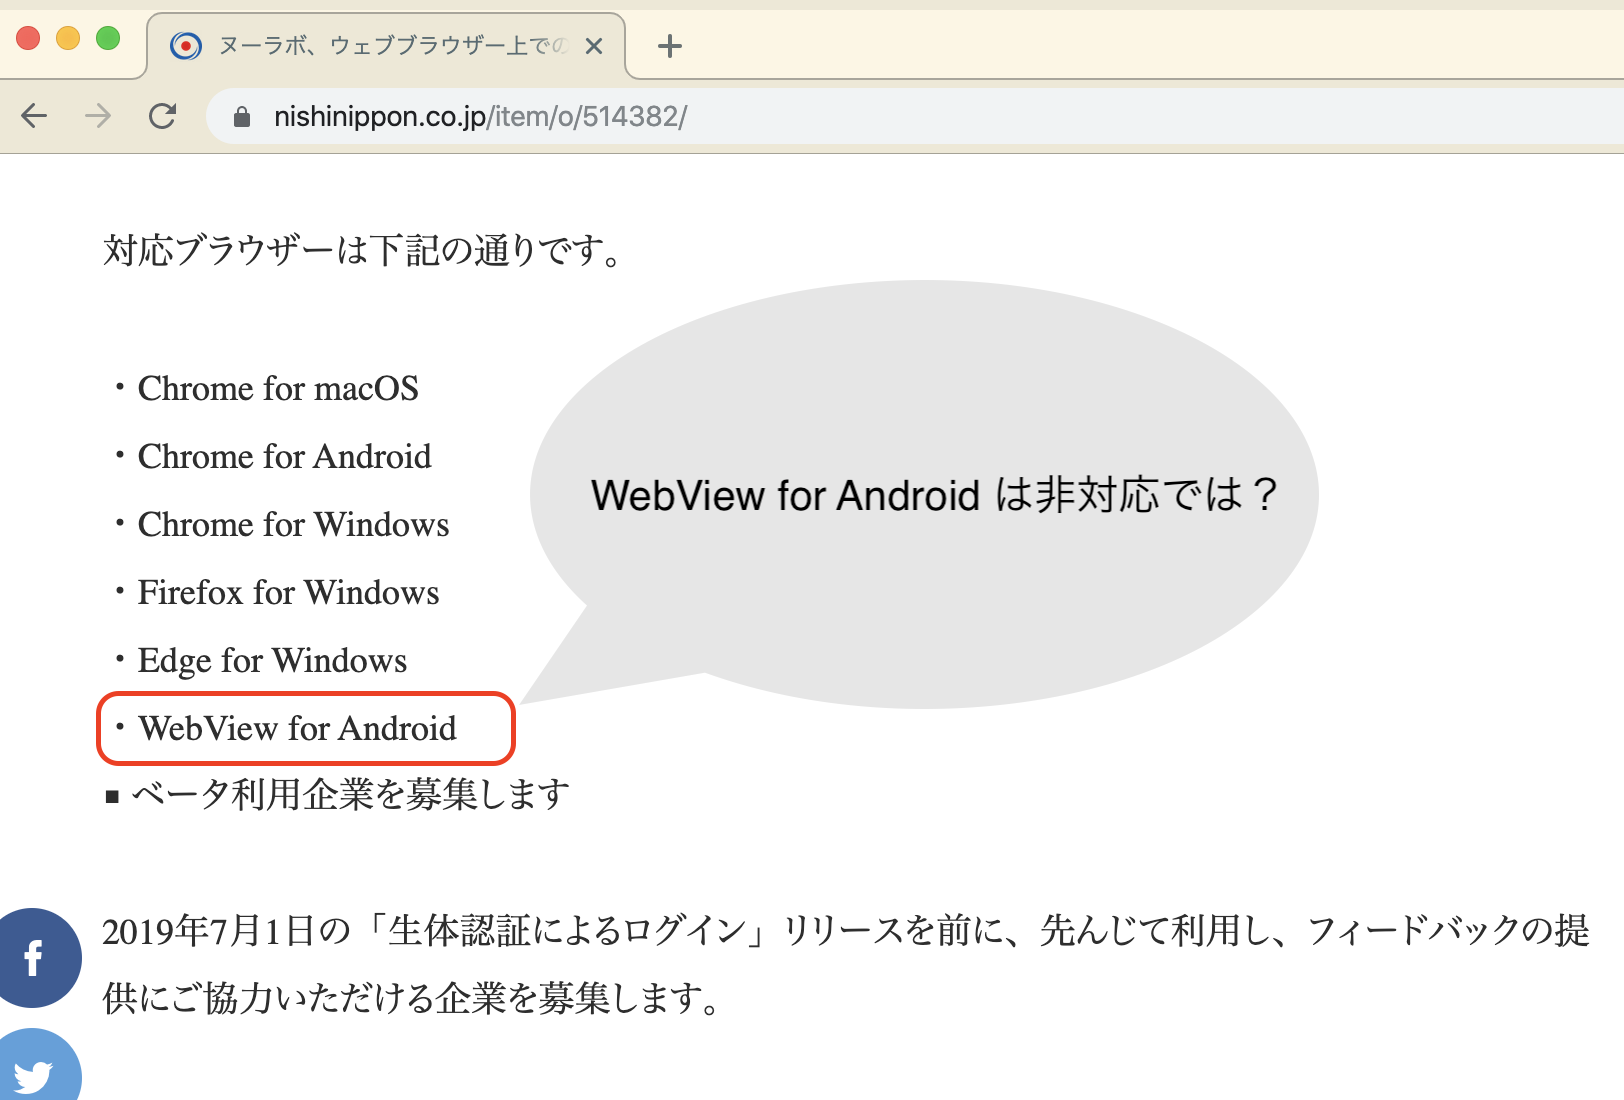 ヌーラボ、ウェブブラウザー上での
nishinippon.co.jp/item/o/514382/
対応ブラウザーは下記の通りです。
・Chrome for macOS
・Chrome for Android
・Chrome for Windows
・Firefox for Windows
・Edge for Windows
・WebView for Android
WebView for Android は非対応では？
■ ベータ利用企業を募集します
2019年7月1日の「生体認証によるログイン」リリースを前に、先んじて利用し、フィードバックの提
供にご協力いただける企業を募集します。